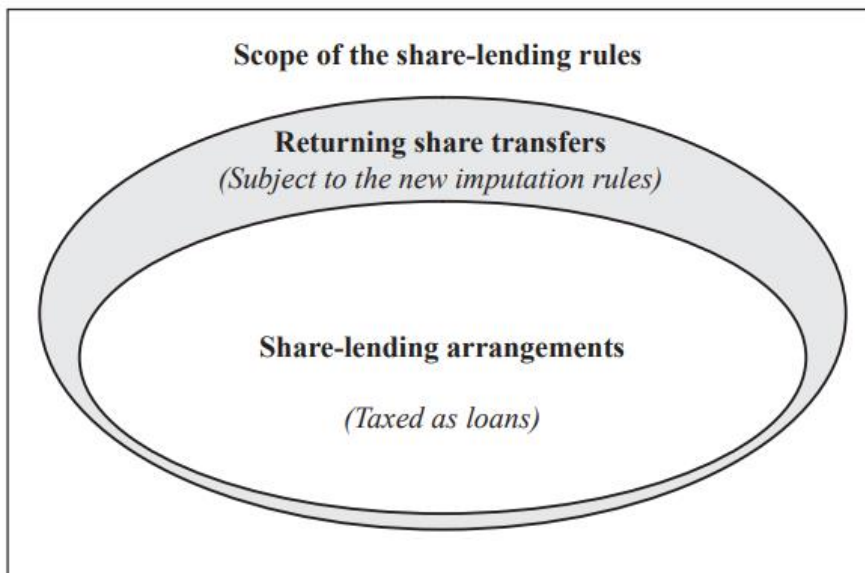 Scope of the share-lending rules
Returning share transfers
(Subject to the new imputation rules)
Share-lending arrangements
(Taxed as loans)